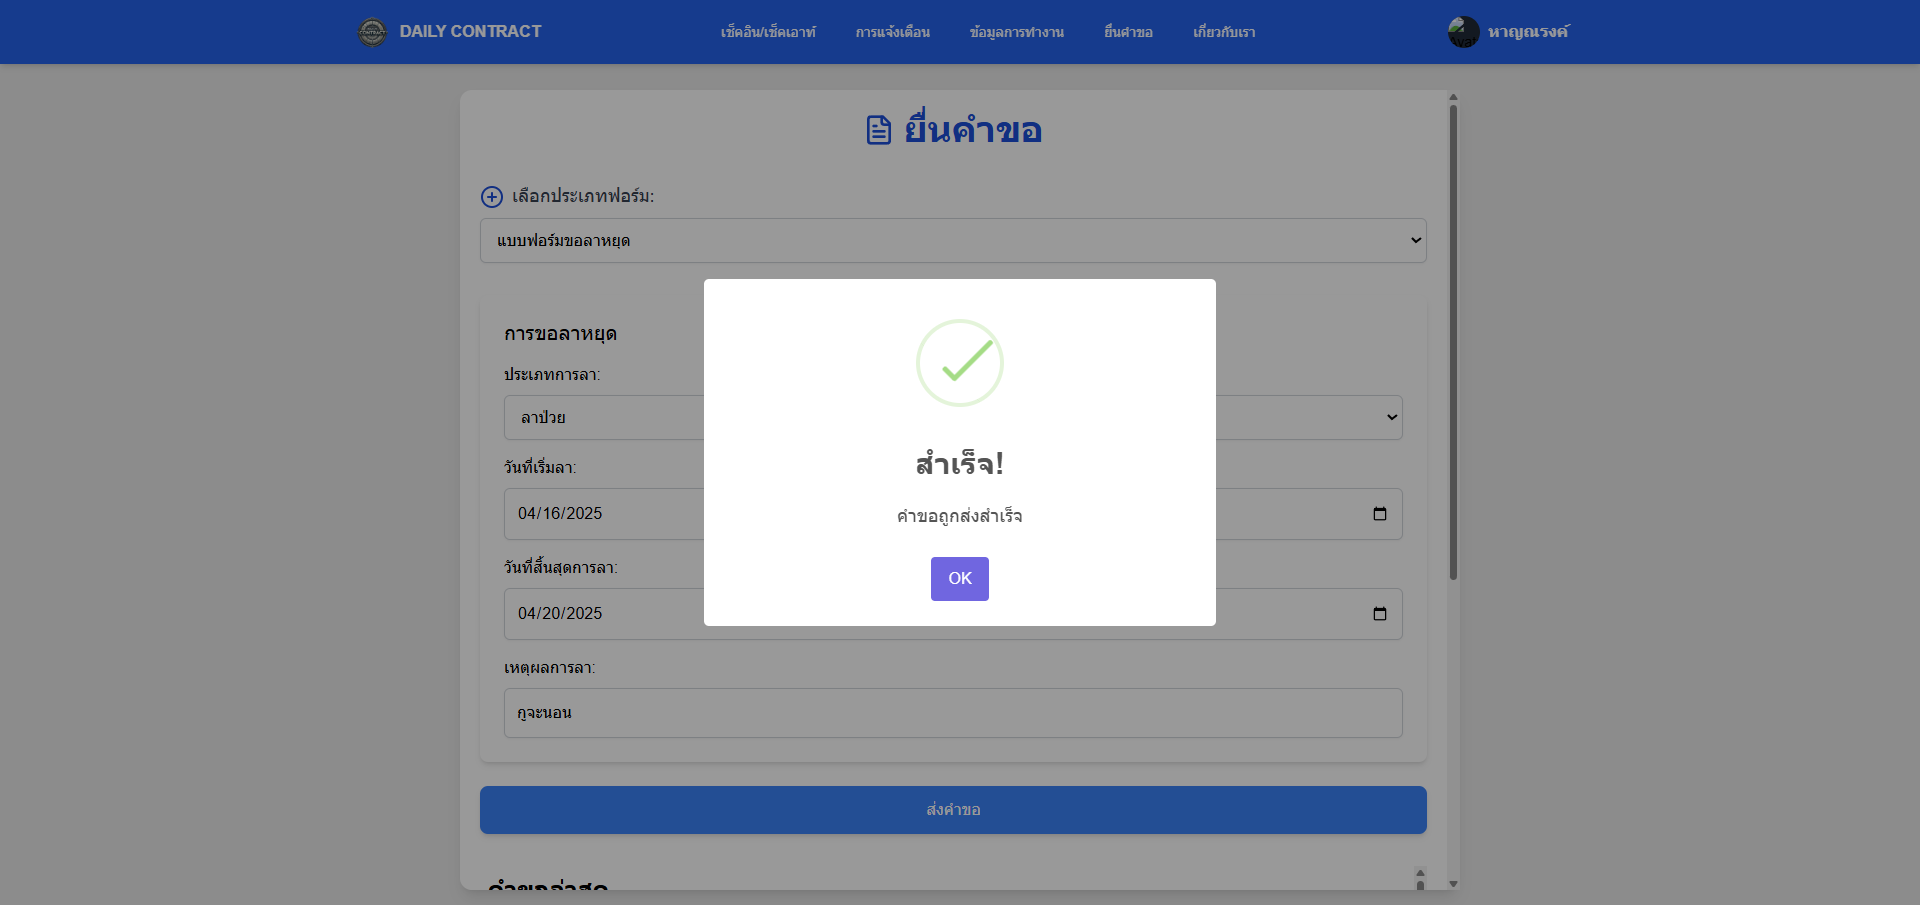 DAILY CONTRACT
เช็คอิน/เช็คเอาท์
การแจ้งเตือน
ข้อมูลการทำงาน
ยื่นคำขอ
เกี่ยวกับเรา
หาญณรงค์
ยื่นคำขอ
เลือกประเภทฟอร์ม:
แบบฟอร์มขอลาหยุด
การขอลาหยุด
ประเภทการลา:
ลาป่วย
วันที่เริ่มลา:
04/16/2025
วันที่สิ้นสุดการลา:
04/20/2025
เหตุผลการลา:
กูจะนอน
สำเร็จ!
คำขอถูกส่งสำเร็จ
OK
ส่งคำขอ
คำขอล่าสุด